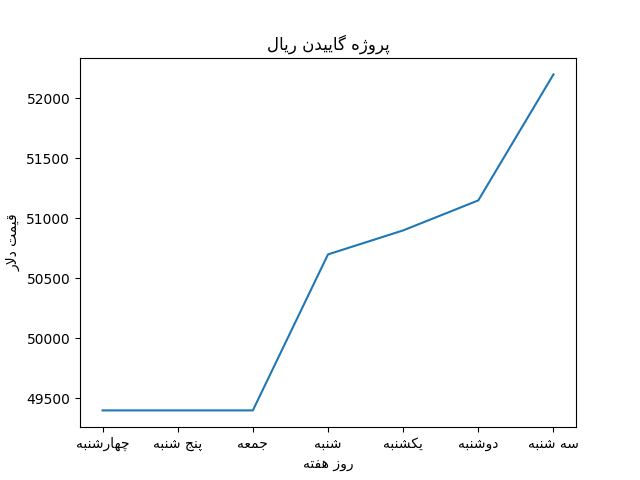 پروژه گاییدن ریال
قیمت دلار
52000
51500
51000
50500
50000
49500
چهارشنبه
پنج شنبه
جمعه
شنبه
یکشنبه
دوشنبه
سه شنبه
روز هفته